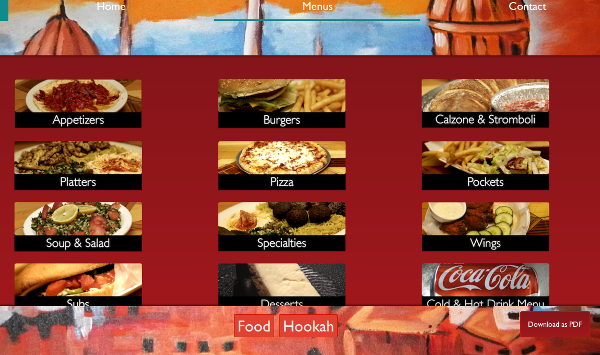 Home Menus Contact
Appetizers Burgers Calzone & Stromboli
Platters Pizza Pockets
Soup & Salad Specialties Wings
Coca-Cola
Subs Desserts Cold & Hot Drink Menu
Food Hookah
Download as PDF